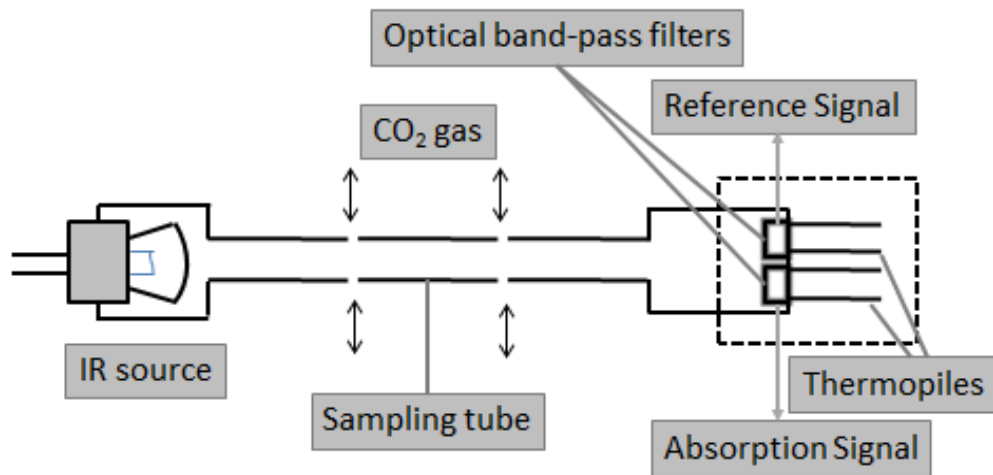 Optical band-pass filters
Reference Signal
CO₂ gas
IR source
Sampling tube
Thermopiles
Absorption Signal